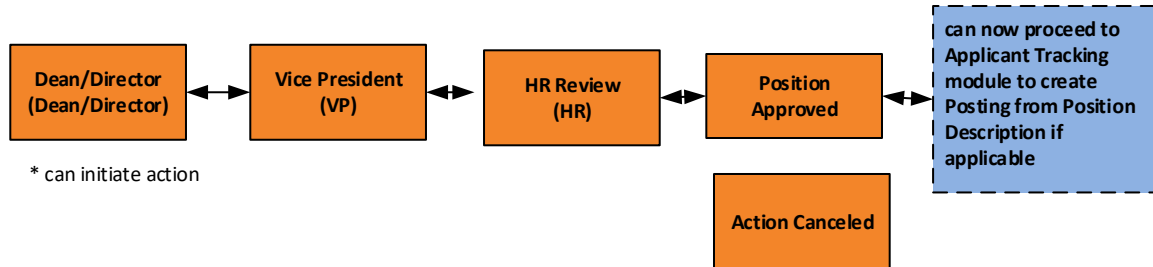 Dean/Director
(Dean/Director)
Vice President
(VP)
HR Review
(HR)
Position
Approved
can now proceed to
Applicant Tracking
module to create
Posting from Position
Description if
applicable
* can initiate action
Action Canceled